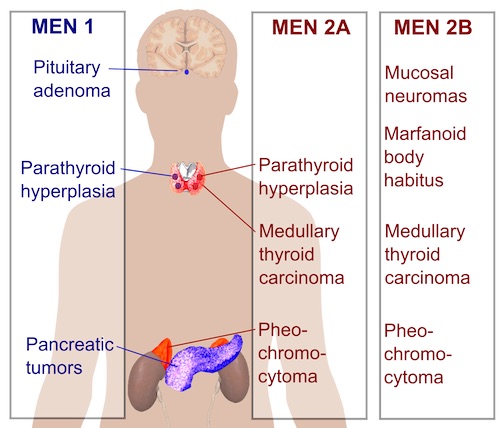 MEN 1
Pituitary
adenoma
Parathyroid
hyperplasia
Pancreatic
tumors
MEN 2A
Parathyroid
hyperplasia
Medullary
thyroid
carcinoma
Pheo-
chromo-
cytoma
MEN 2B
Mucosal
neuromas
Marfanoid
body
habitus
Medullary
thyroid
carcinoma
Pheo-
chromo-
cytoma